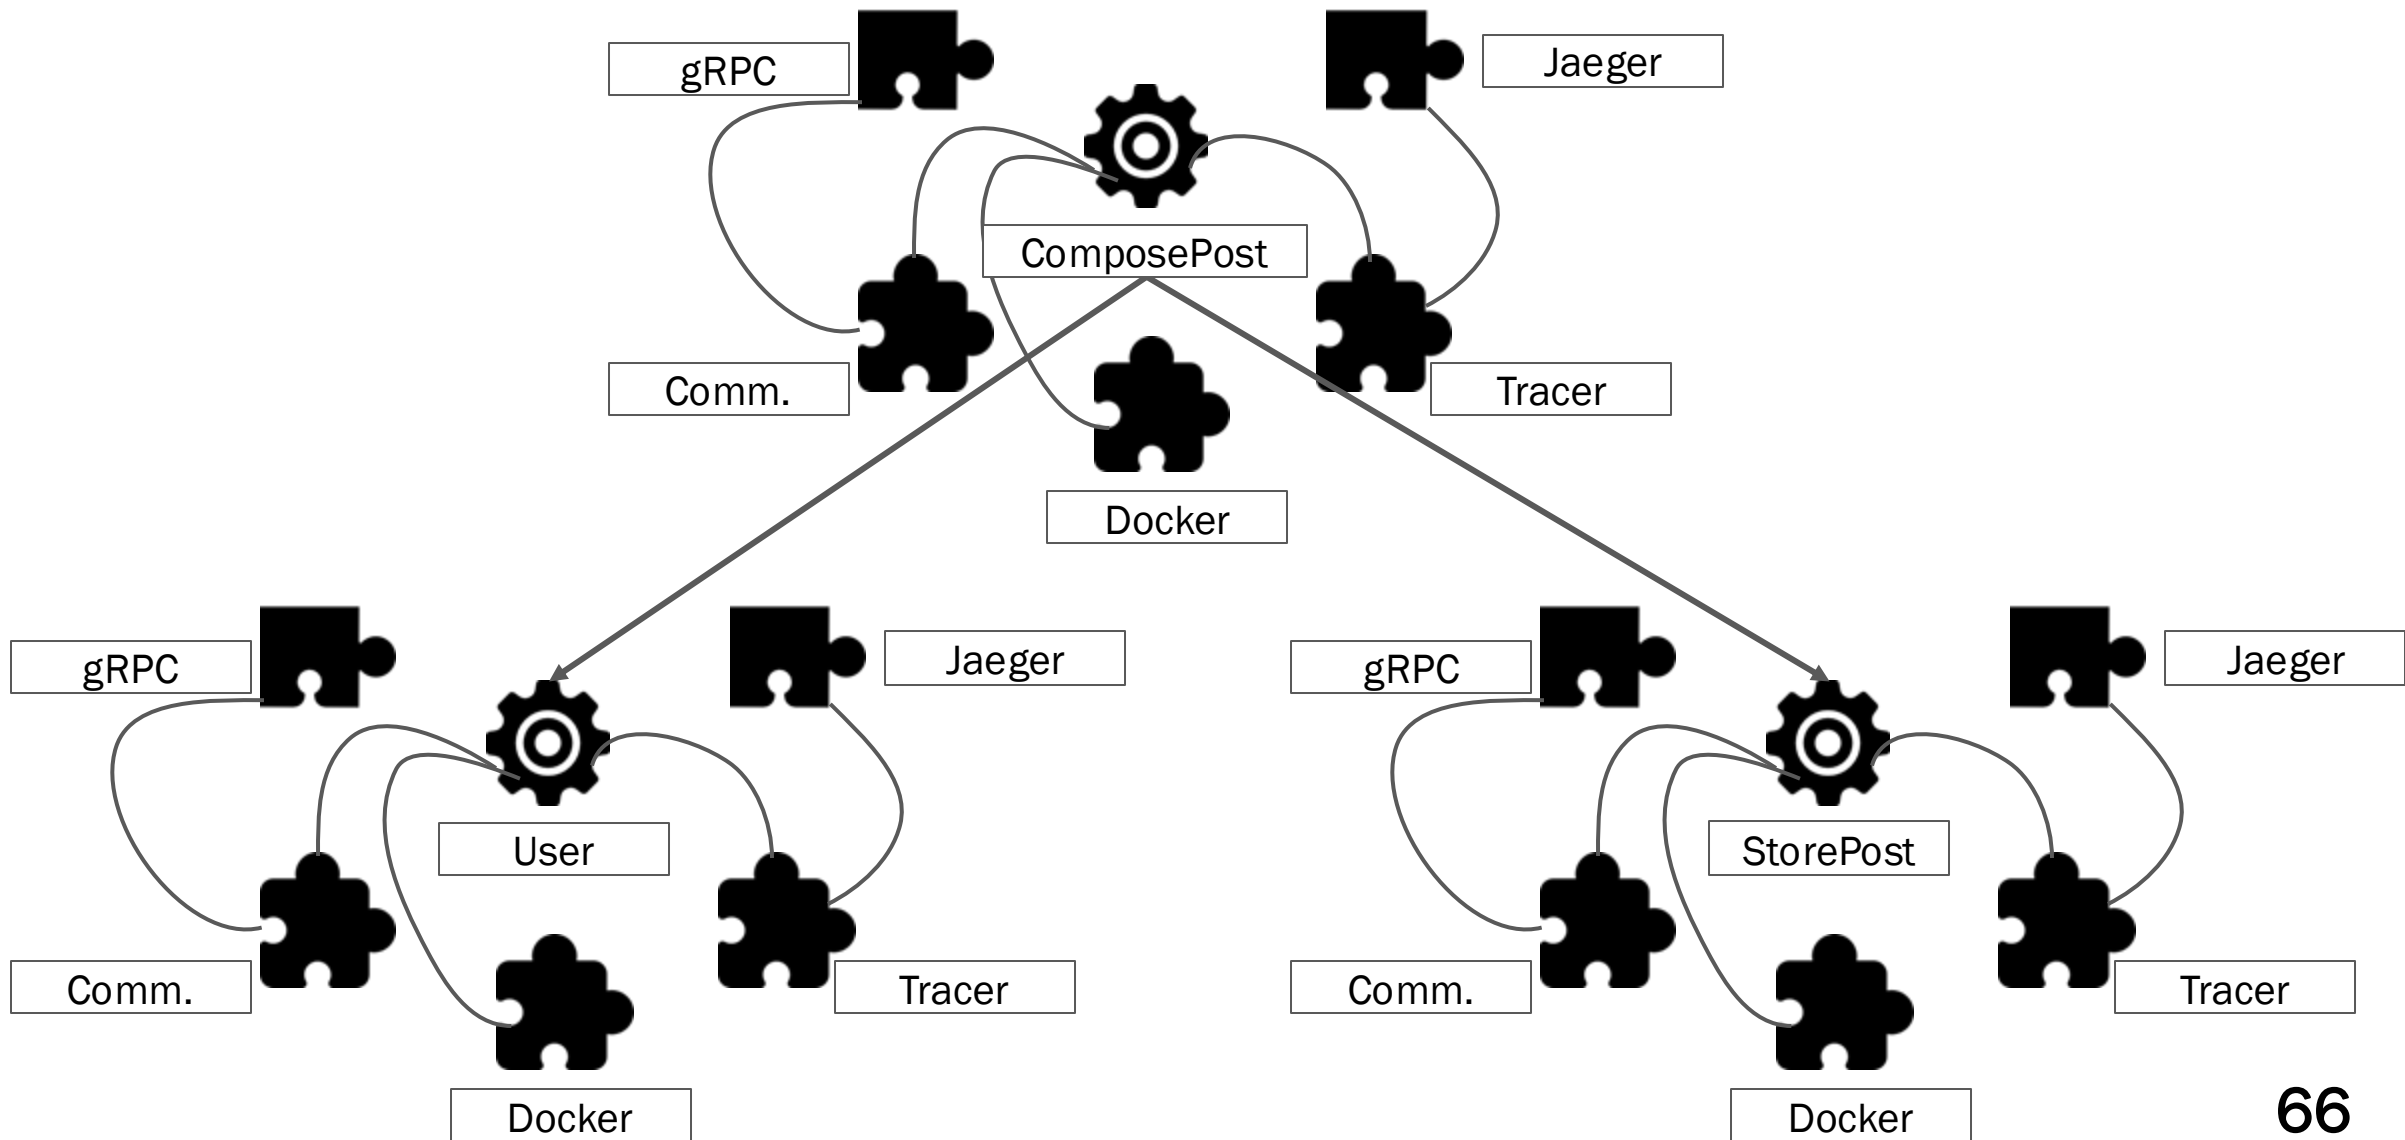 gRPC
Jaeger
ComposePost
Comm.
Tracer
Docker
gRPC
Jaeger
User
Comm.
Tracer
Docker
gRPC
Jaeger
StorePost
Comm.
Tracer
Docker
66